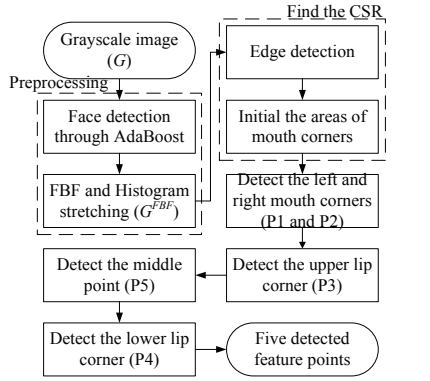 Grayscale image
(G)
Preprocessing
Face detection
through AdaBoost
FBF and Histogram
stretching (G^FBF)
Find the CSR
Edge detection
Initial the areas of
mouth corners
Detect the left and
right mouth corners
(P1 and P2)
Detect the upper lip
corner (P3)
Detect the middle
point (P5)
Detect the lower lip
corner (P4)
Five detected
feature points